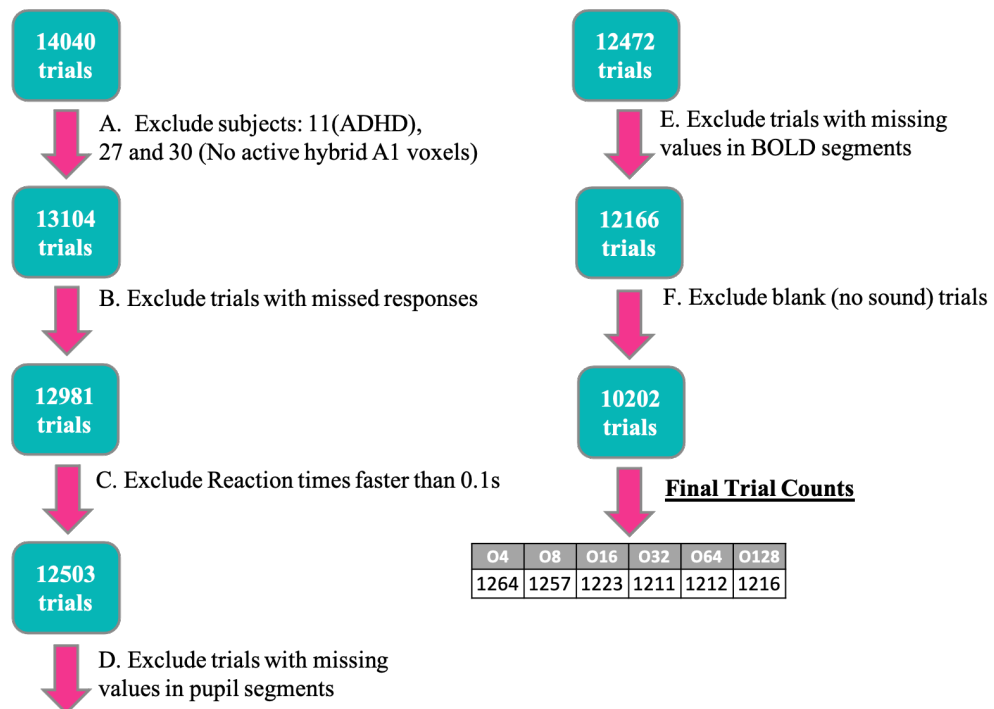 14040
trials
A. Exclude subjects: 11(ADHD),
27 and 30 (No active hybrid A1 voxels)
13104
trials
B. Exclude trials with missed responses
12981
trials
C. Exclude Reaction times faster than 0.1s
12503
trials
D. Exclude trials with missing
values in pupil segments
12472
trials
E. Exclude trials with missing
values in BOLD segments
12166
trials
F. Exclude blank (no sound) trials
10202
trials
Final Trial Counts
O4 O8 O16 O32 O64 O128
1264 1257 1223 1211 1212 1216